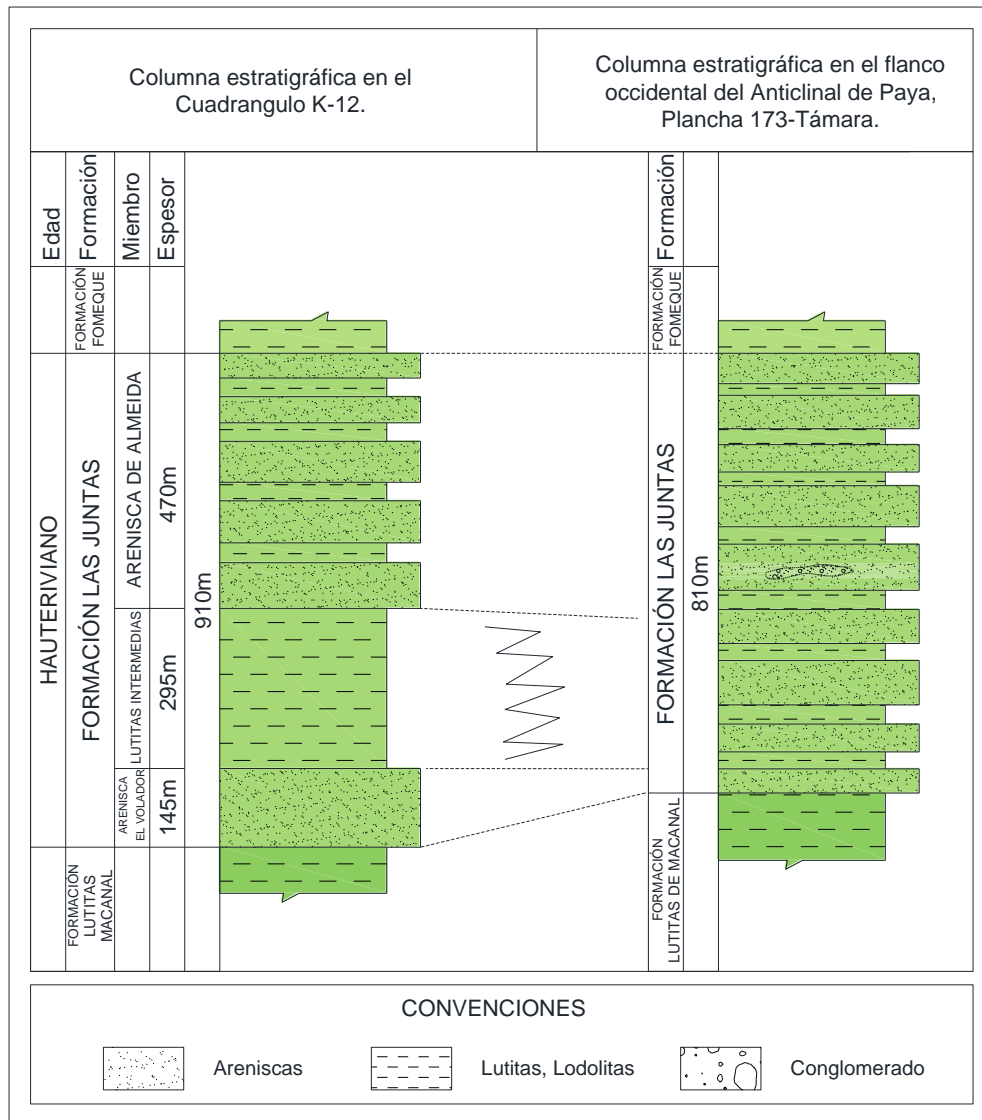 Columna estratigráfica en el
Cuadrangulo K-12.
Columna estratigráfica en el flanco
occidental del Anticlinal de Paya,
Plancha 173-Támara.
Edad
Formación
Miembro
Espesor
Formación
FORMACIÓN
FOMEQUE
FORMACIÓN
FOMEQUE
HAUTERIVIANO
FORMACIÓN LAS JUNTAS
ARENISCA DE ALMEIDA
470m
910m
LUTITAS INTERMEDIAS
295m
ARENISCA
EL VOLADOR
145m
FORMACIÓN
LUTITAS
MACANAL
FORMACIÓN LAS JUNTAS
810m
FORMACIÓN
LUTITAS DE MACANAL
CONVENCIONES
Areniscas
Lutitas, Lodolitas
Conglomerado